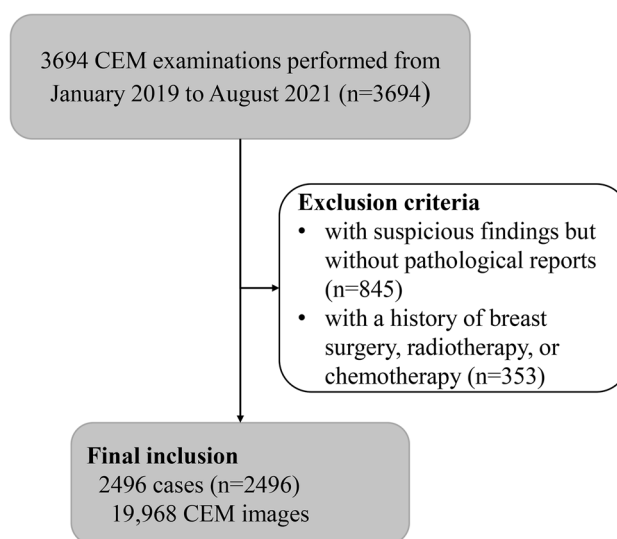 3694 CEM examinations performed from
January 2019 to August 2021 (n=3694)
Exclusion criteria
• with suspicious findings but
without pathological reports
(n=845)
• with a history of breast
surgery, radiotherapy, or
chemotherapy (n=353)
Final inclusion
2496 cases (n=2496)
19,968 CEM images